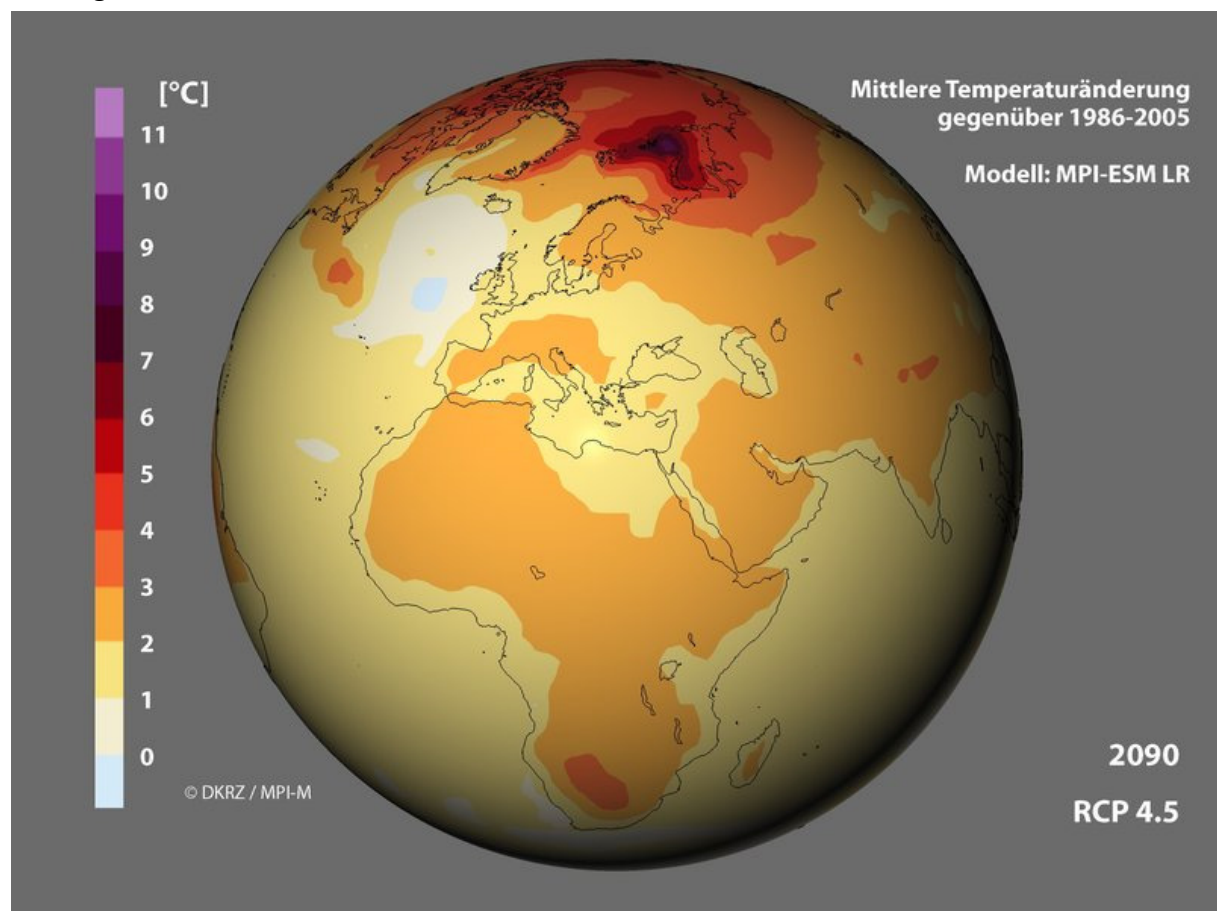 [°C]
11
10
9
8
7
6
5
4
3
2
1
0
Mittlere Temperaturänderung
gegenüber 1986-2005
Modell: MPI-ESM LR
© DKRZ / MPI-M
2090
RCP 4.5